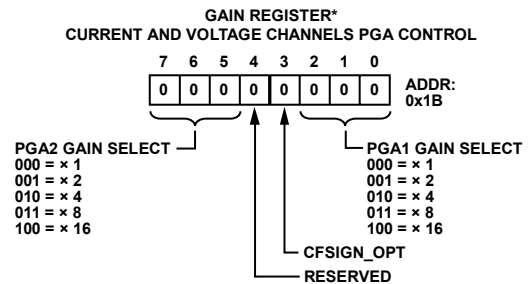 GAIN REGISTER*
CURRENT AND VOLTAGE CHANNELS PGA CONTROL
7 6 5 4 3 2 1 0
0 0 0 0 0 0 0 0
ADDR:
0x1B
PGA2 GAIN SELECT
000 = × 1
001 = × 2
010 = × 4
011 = × 8
100 = × 16
PGA1 GAIN SELECT
000 = × 1
001 = × 2
010 = × 4
011 = × 8
100 = × 16
CFSIGN_OPT
RESERVED